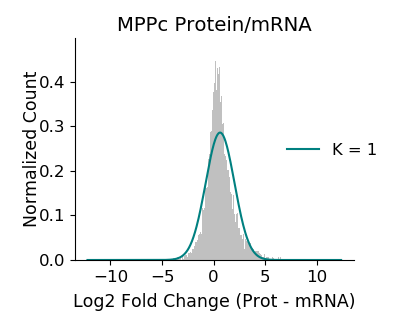 MPPc Protein/mRNA
Normalized Count
0.4
0.3
0.2
0.1
0.0
K = 1
−10
−5
0
5
10
Log2 Fold Change (Prot - mRNA)